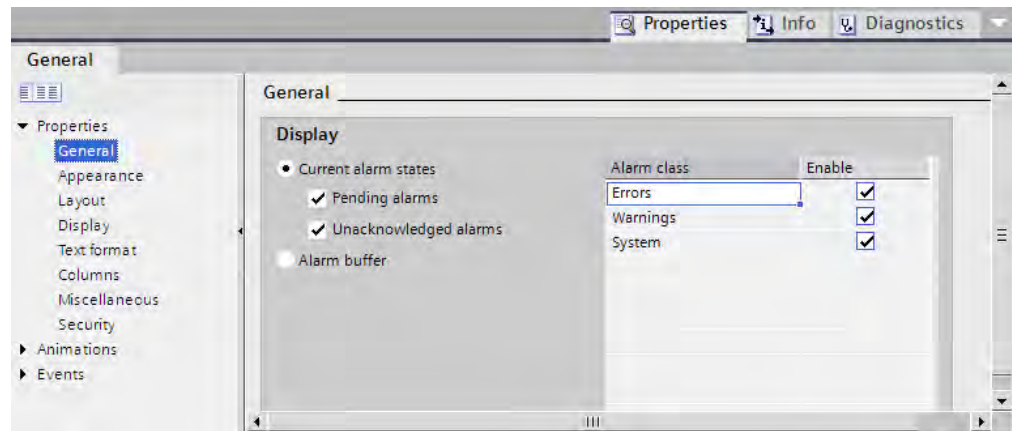 Properties Info Diagnostics
General
General
Properties
General
Appearance
Layout
Display
Text format
Columns
Miscellaneous
Security
Animations
Events
Display
Current alarm states
Pending alarms
Unacknowledged alarms
Alarm buffer
Alarm class Enable
Errors
Warnings
System